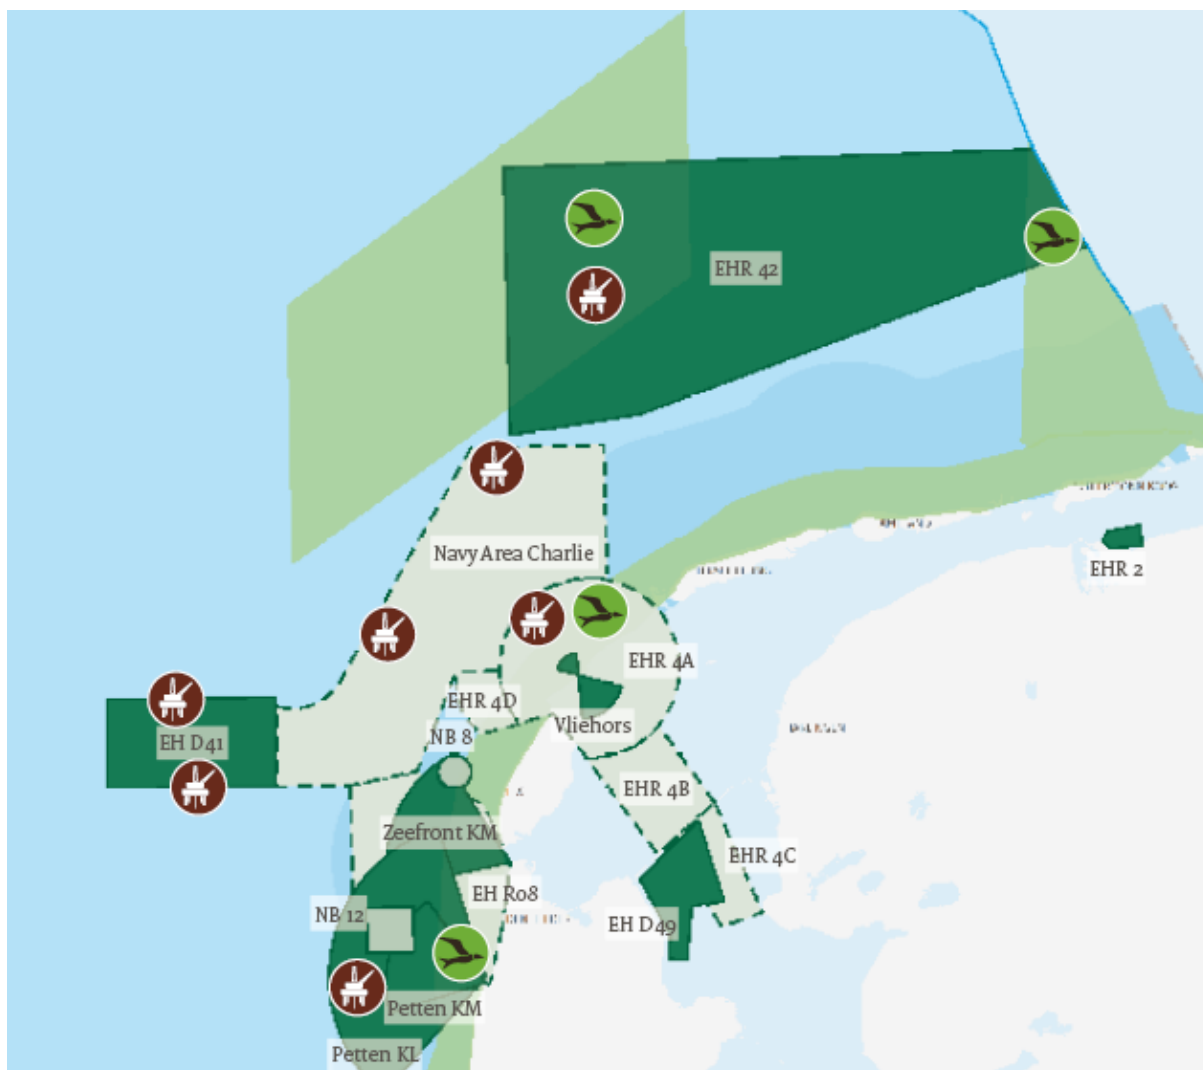 EHR 42
Navy Area Charlie
EHR 2
EHR 4A
EHR 4D
Vliehors
NB 8
EH D41
EHR 4B
Zeefront KM
EHR 4C
EH R08
NB 12
EH D49
Petten KM
Petten KL